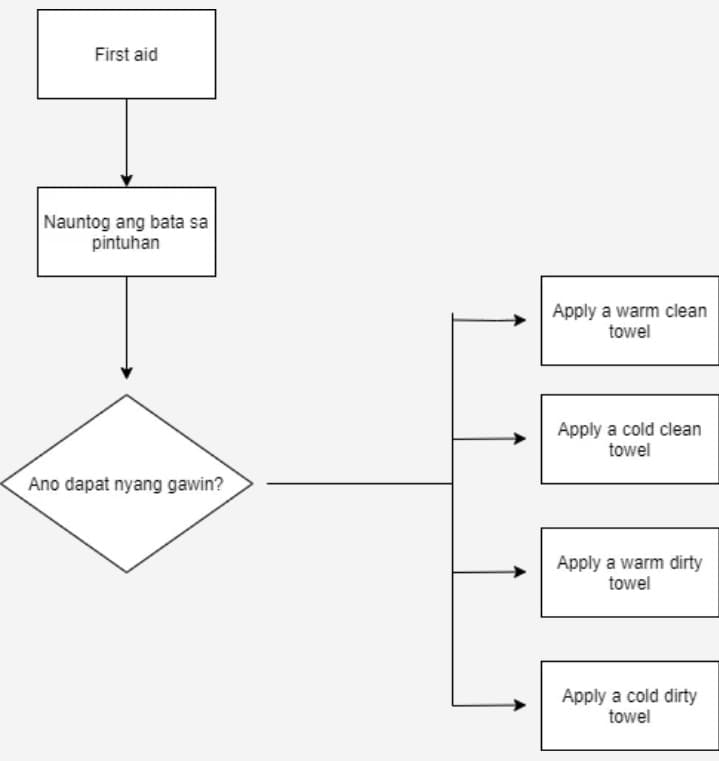 First aid
Nauntog ang bata sa
pintuhan
Ano dapat nyang gawin?
Apply a warm clean
towel
Apply a cold clean
towel
Apply a warm dirty
towel
Apply a cold dirty
towel